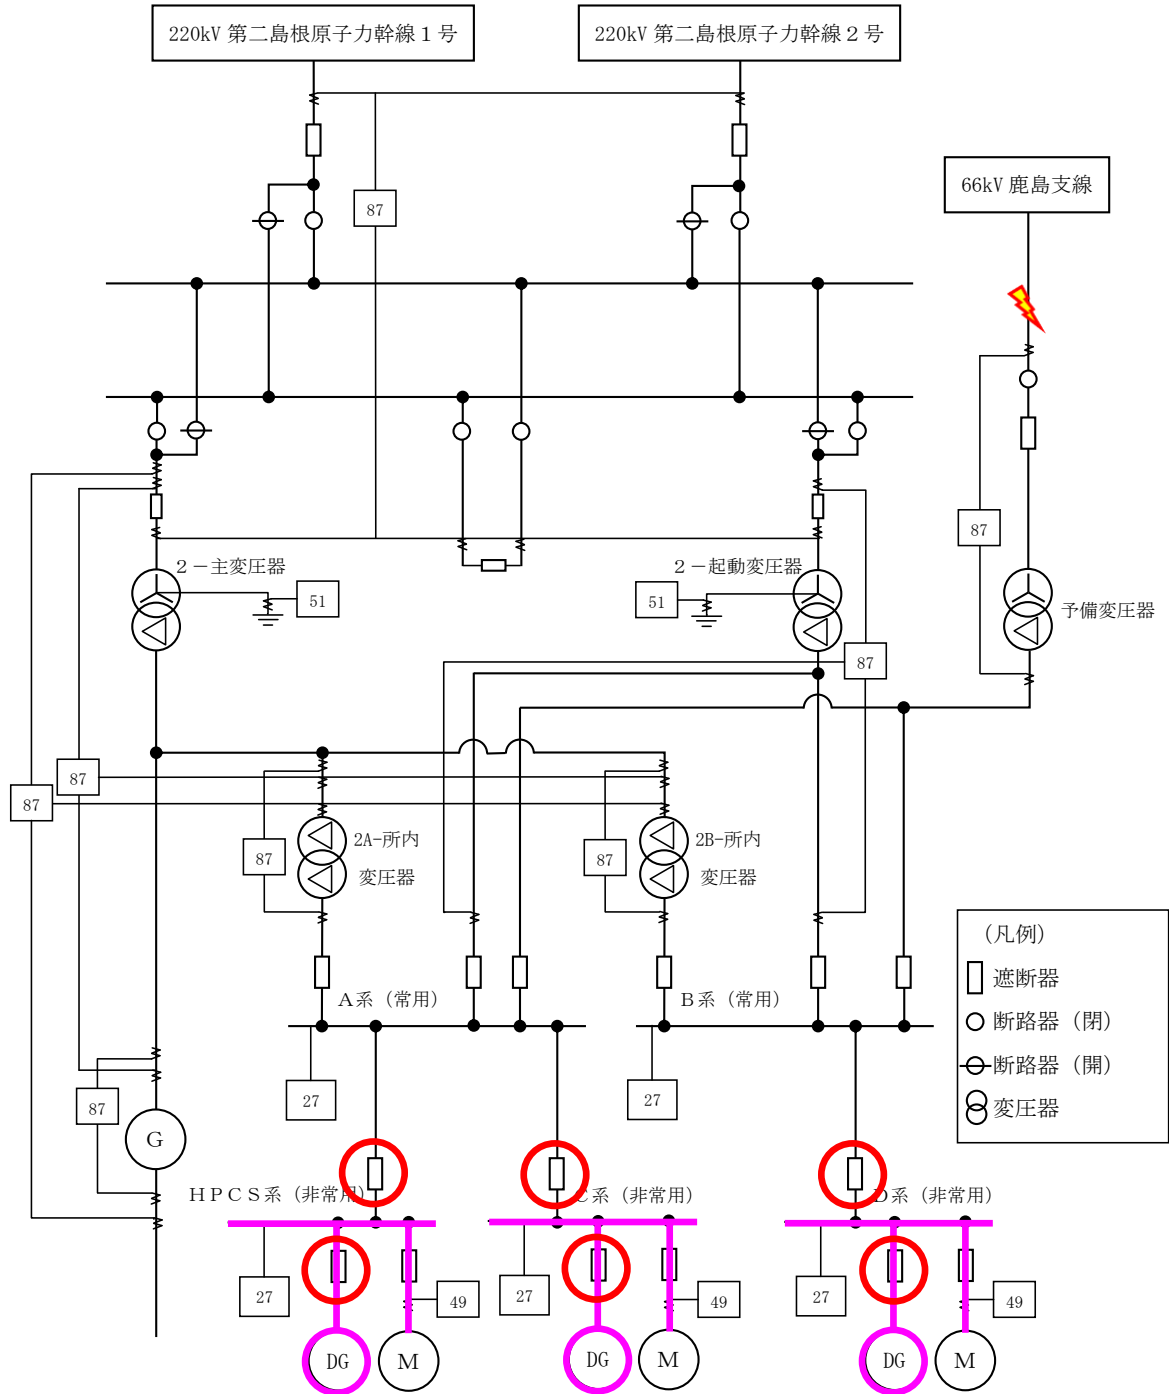 220kV 第二島根原子力幹線１号
220kV 第二島根原子力幹線２号
66kV 鹿島支線
87
87
２－主変圧器
51
２－起動変圧器
51
予備変圧器
87
87
87
2A-所内
変圧器
87
2B-所内
変圧器
87
（凡例）
遮断器
断路器（閉）
断路器（開）
変圧器
Ａ系（常用）
Ｂ系（常用）
27
27
87
G
ＨＰＣＳ系（非常用）
Ｃ系（非常用）
Ｄ系（非常用）
27
49
27
49
27
49
DG
M
DG
M
DG
M